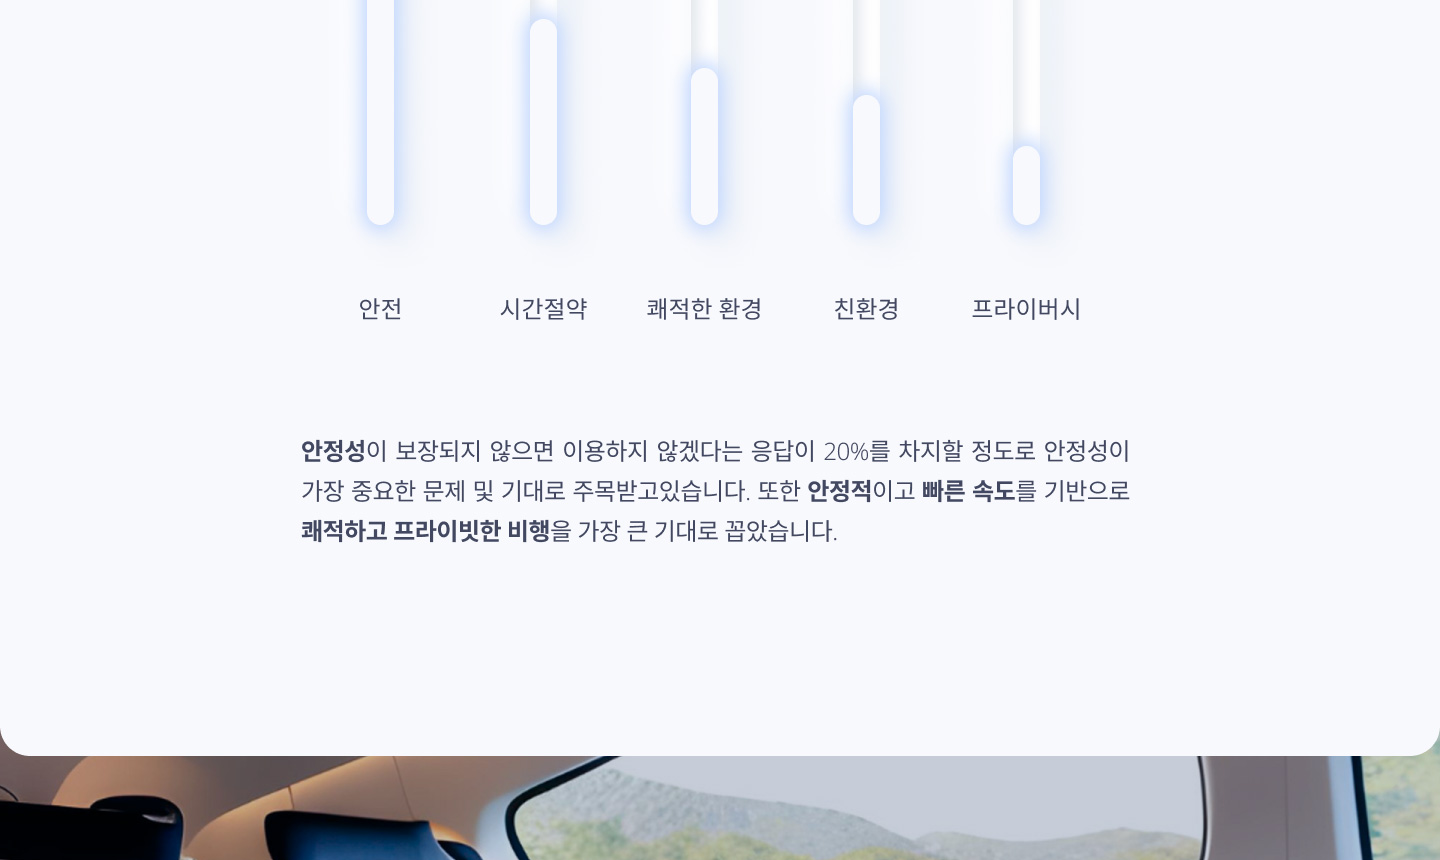 안전
시간절약
쾌적한 환경
친환경
프라이버시
안정성이 보장되지 않으면 이용하지 않겠다는 응답이 20%를 차지할 정도로 안정성이
가장 중요한 문제 및 기대로 주목받고있습니다. 또한 안정적이고 빠른 속도를 기반으로
쾌적하고 프라이빗한 비행을 가장 큰 기대로 꼽았습니다.